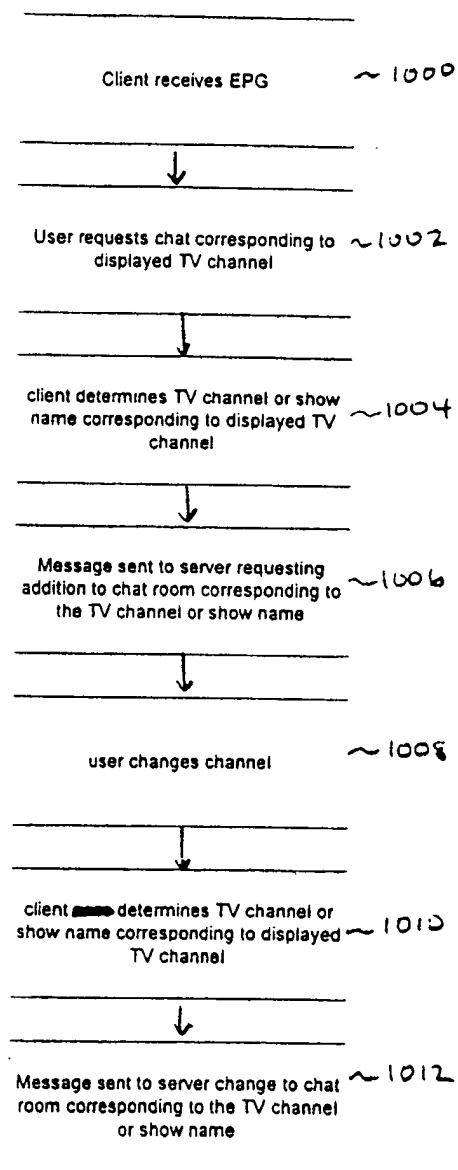 Client receives EPG
~ 1000
User requests chat corresponding to
displayed TV channel
~1002
client determines TV channel or show
name corresponding to displayed TV
channel
~1004
Message sent to server requesting
addition to chat room corresponding to
the TV channel or show name
~1006
user changes channel
~ 1008
client determines TV channel or
show name corresponding to displayed
TV channel
~ 1010
Message sent to server change to chat
room corresponding to the TV channel
or show name
~ 1012